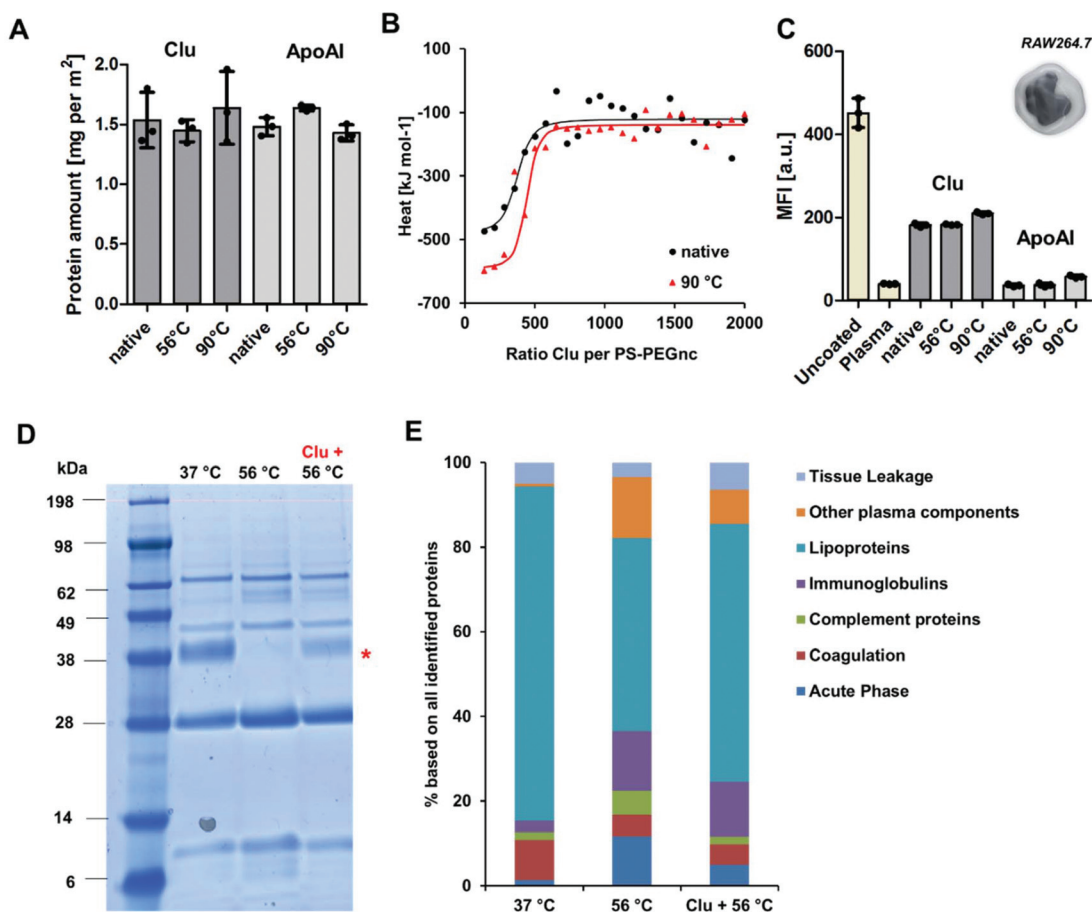 A
Clu
ApoAI
Protein amount [mg per m²]
2.0
1.5
1.0
0.5
0.0
native
56°C
90°C
native
56°C
90°C
B
Heat [kJ mol-1]
100
-100
-300
-500
-700
0
500
1000
1500
2000
native
90 °C
Ratio Clu per PS-PEGnc
C
RAW264.7
MFI [a.u.]
600
400
200
0
Clu
ApoAI
Uncoated
Plasma
native
56°C
90°C
native
56°C
90°C
D
Clu +
kDa
37 °C
56 °C
56 °C
198
98
62
49
38
28
14
6
*
E
% based on all identified proteins
100
80
60
40
20
0
37 °C
56 °C
Clu + 56 °C
Tissue Leakage
Other plasma components
Lipoproteins
Immunoglobulins
Complement proteins
Coagulation
Acute Phase